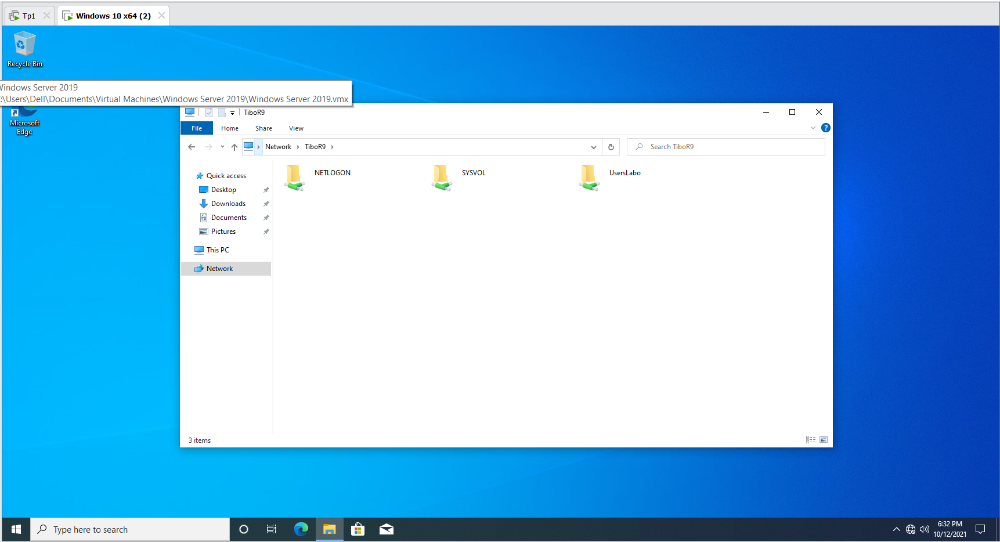 Tp1
Windows 10 x64 (2)
Recycle Bin
Windows Server 2019
:\Users\Dell\Documents\Virtual Machines\Windows Server 2019\Windows Server 2019.vmx
Microsoft
Edge
TiboR9
File Home Share View
Network > TiboR9 >
Search TiboR9
Quick access
Desktop
Downloads
Documents
Pictures
This PC
Network
NETLOGON
SYSVOL
UsersLabo
3 items
Type here to search
6:32 PM
10/12/2021